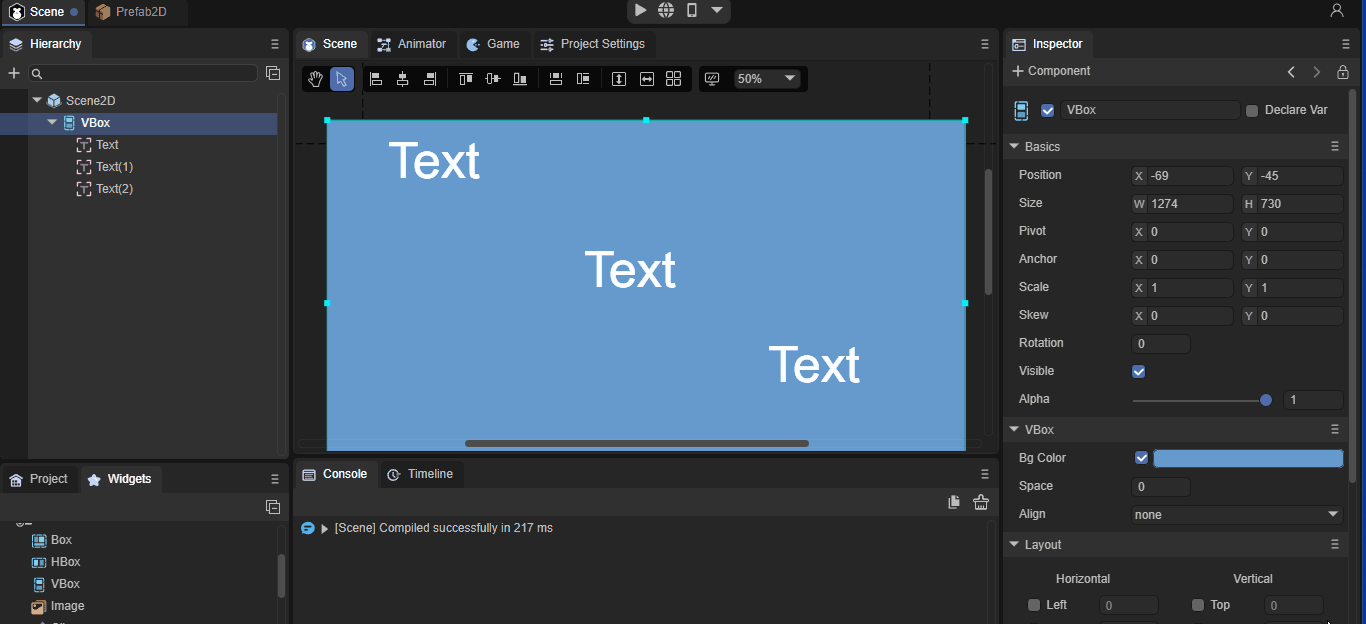 Scene
Prefab2D
Hierarchy
Scene2D
VBox
Text
Text(1)
Text(2)
Project
Widgets
Box
HBox
VBox
Image
Scene
Animator
Game
Project Settings
50%
Text
Text
Text
Console
Timeline
[Scene] Compiled successfully in 217 ms
Inspector
+ Component
VBox
Declare Var
Basics
Position X -69 Y -45
Size W 1274 H 730
Pivot X 0 Y 0
Anchor X 0 Y 0
Scale X 1 Y 1
Skew X 0 Y 0
Rotation 0
Visible
Alpha 1
VBox
Bg Color
Space 0
Align none
Layout
Horizontal Vertical
Left 0 Top 0